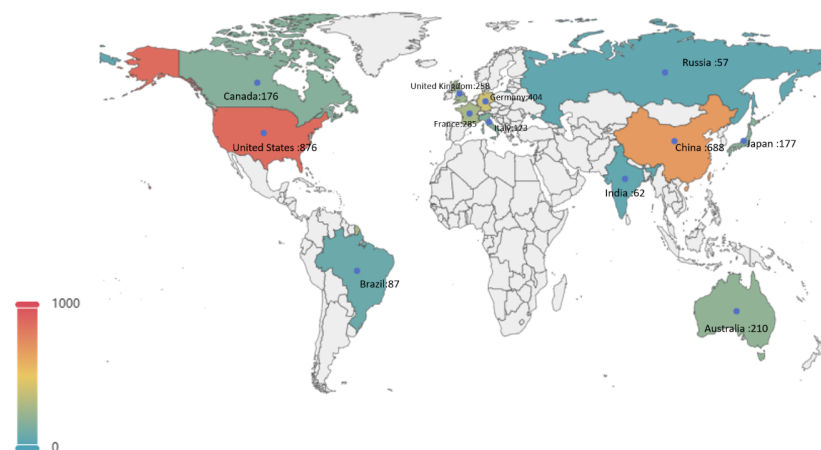 Canada:176
United States :876
Brazil:87
United Kingdom:258
Germany:404
France:285
Italy:123
Russia :57
China :688
Japan :177
India :62
Australia :210
1000
0